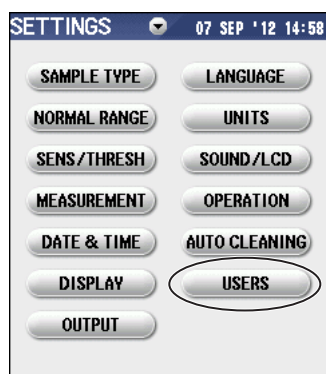 SETTINGS 07 SEP '12 14:58
SAMPLE TYPE LANGUAGE
NORMAL RANGE UNITS
SENS/THRESH SOUND/LCD
MEASUREMENT OPERATION
DATE & TIME AUTO CLEANING
DISPLAY USERS
OUTPUT